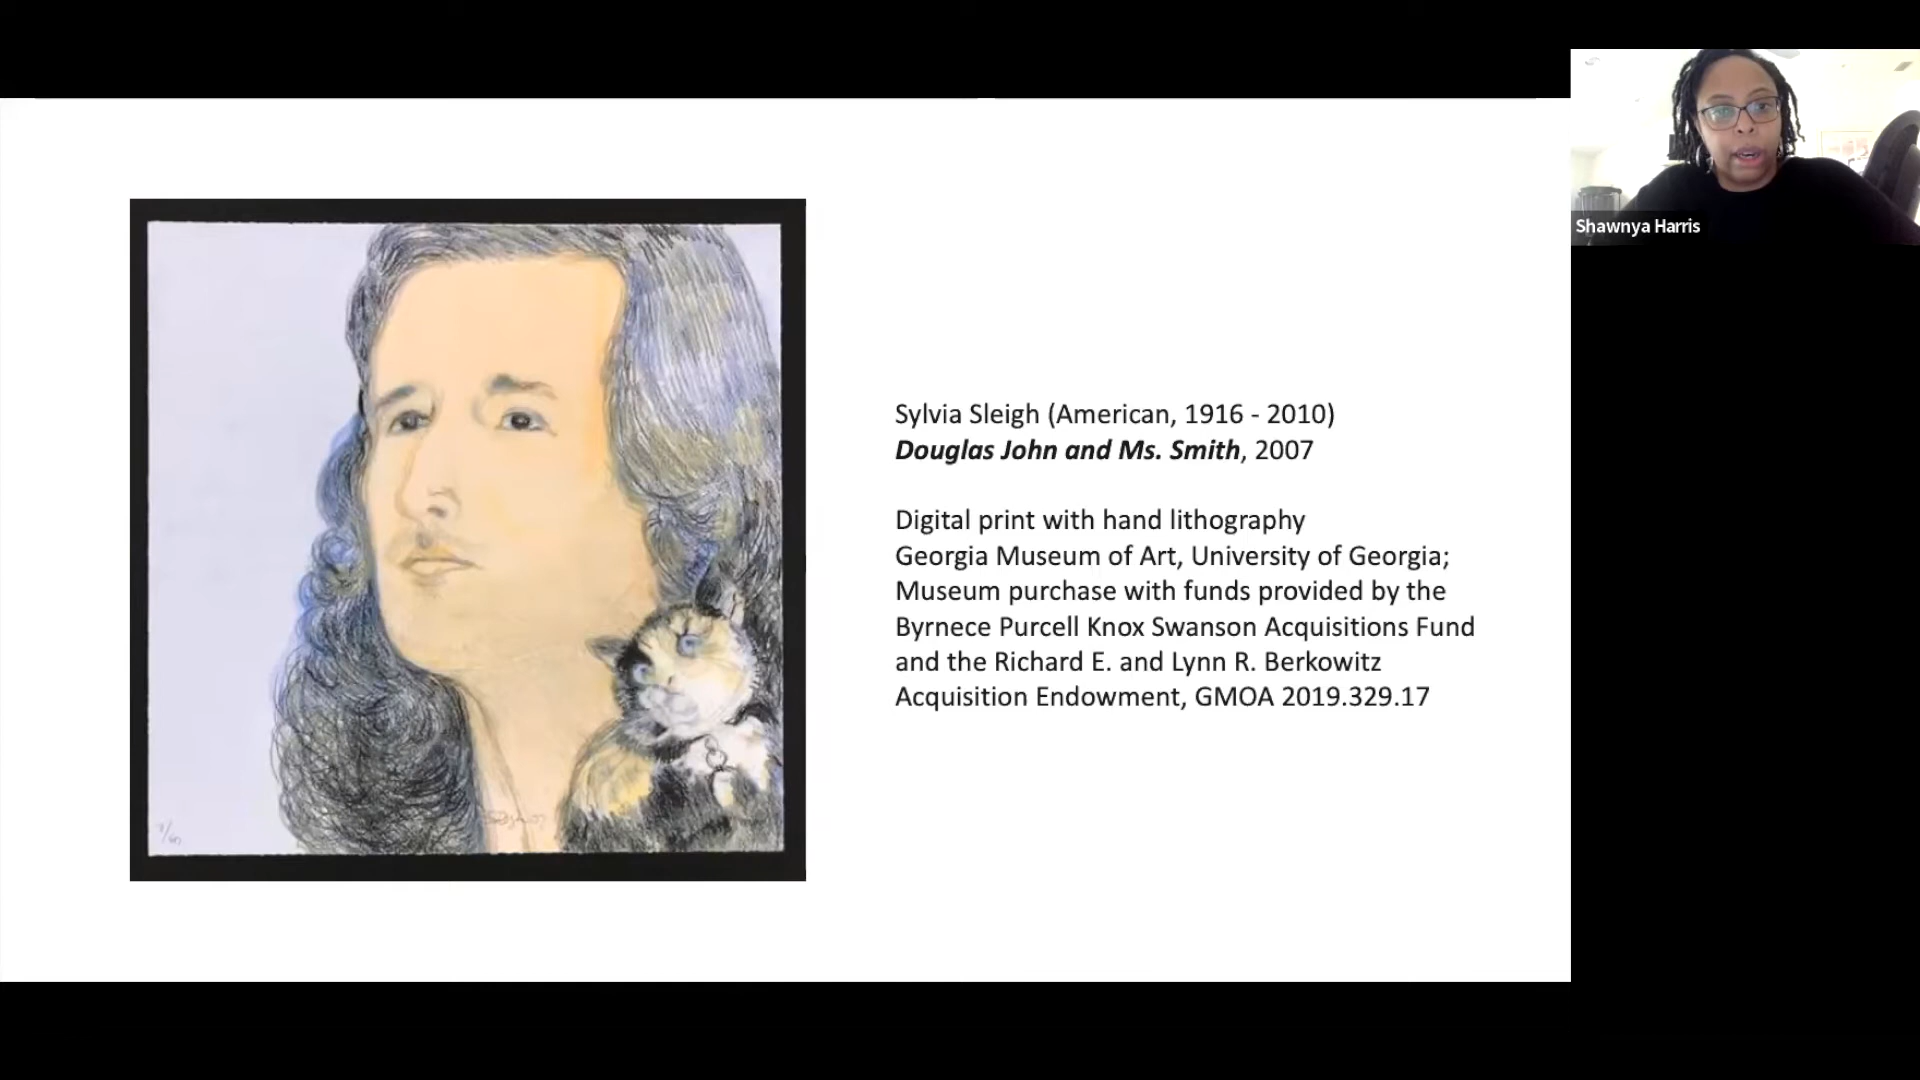 Shawnya Harris
Sylvia Sleigh (American, 1916 - 2010)
Douglas John and Ms. Smith, 2007
Digital print with hand lithography
Georgia Museum of Art, University of Georgia;
Museum purchase with funds provided by the
Byrnece Purcell Knox Swanson Acquisitions Fund
and the Richard E. and Lynn R. Berkowitz
Acquisition Endowment, GMOA 2019.329.17